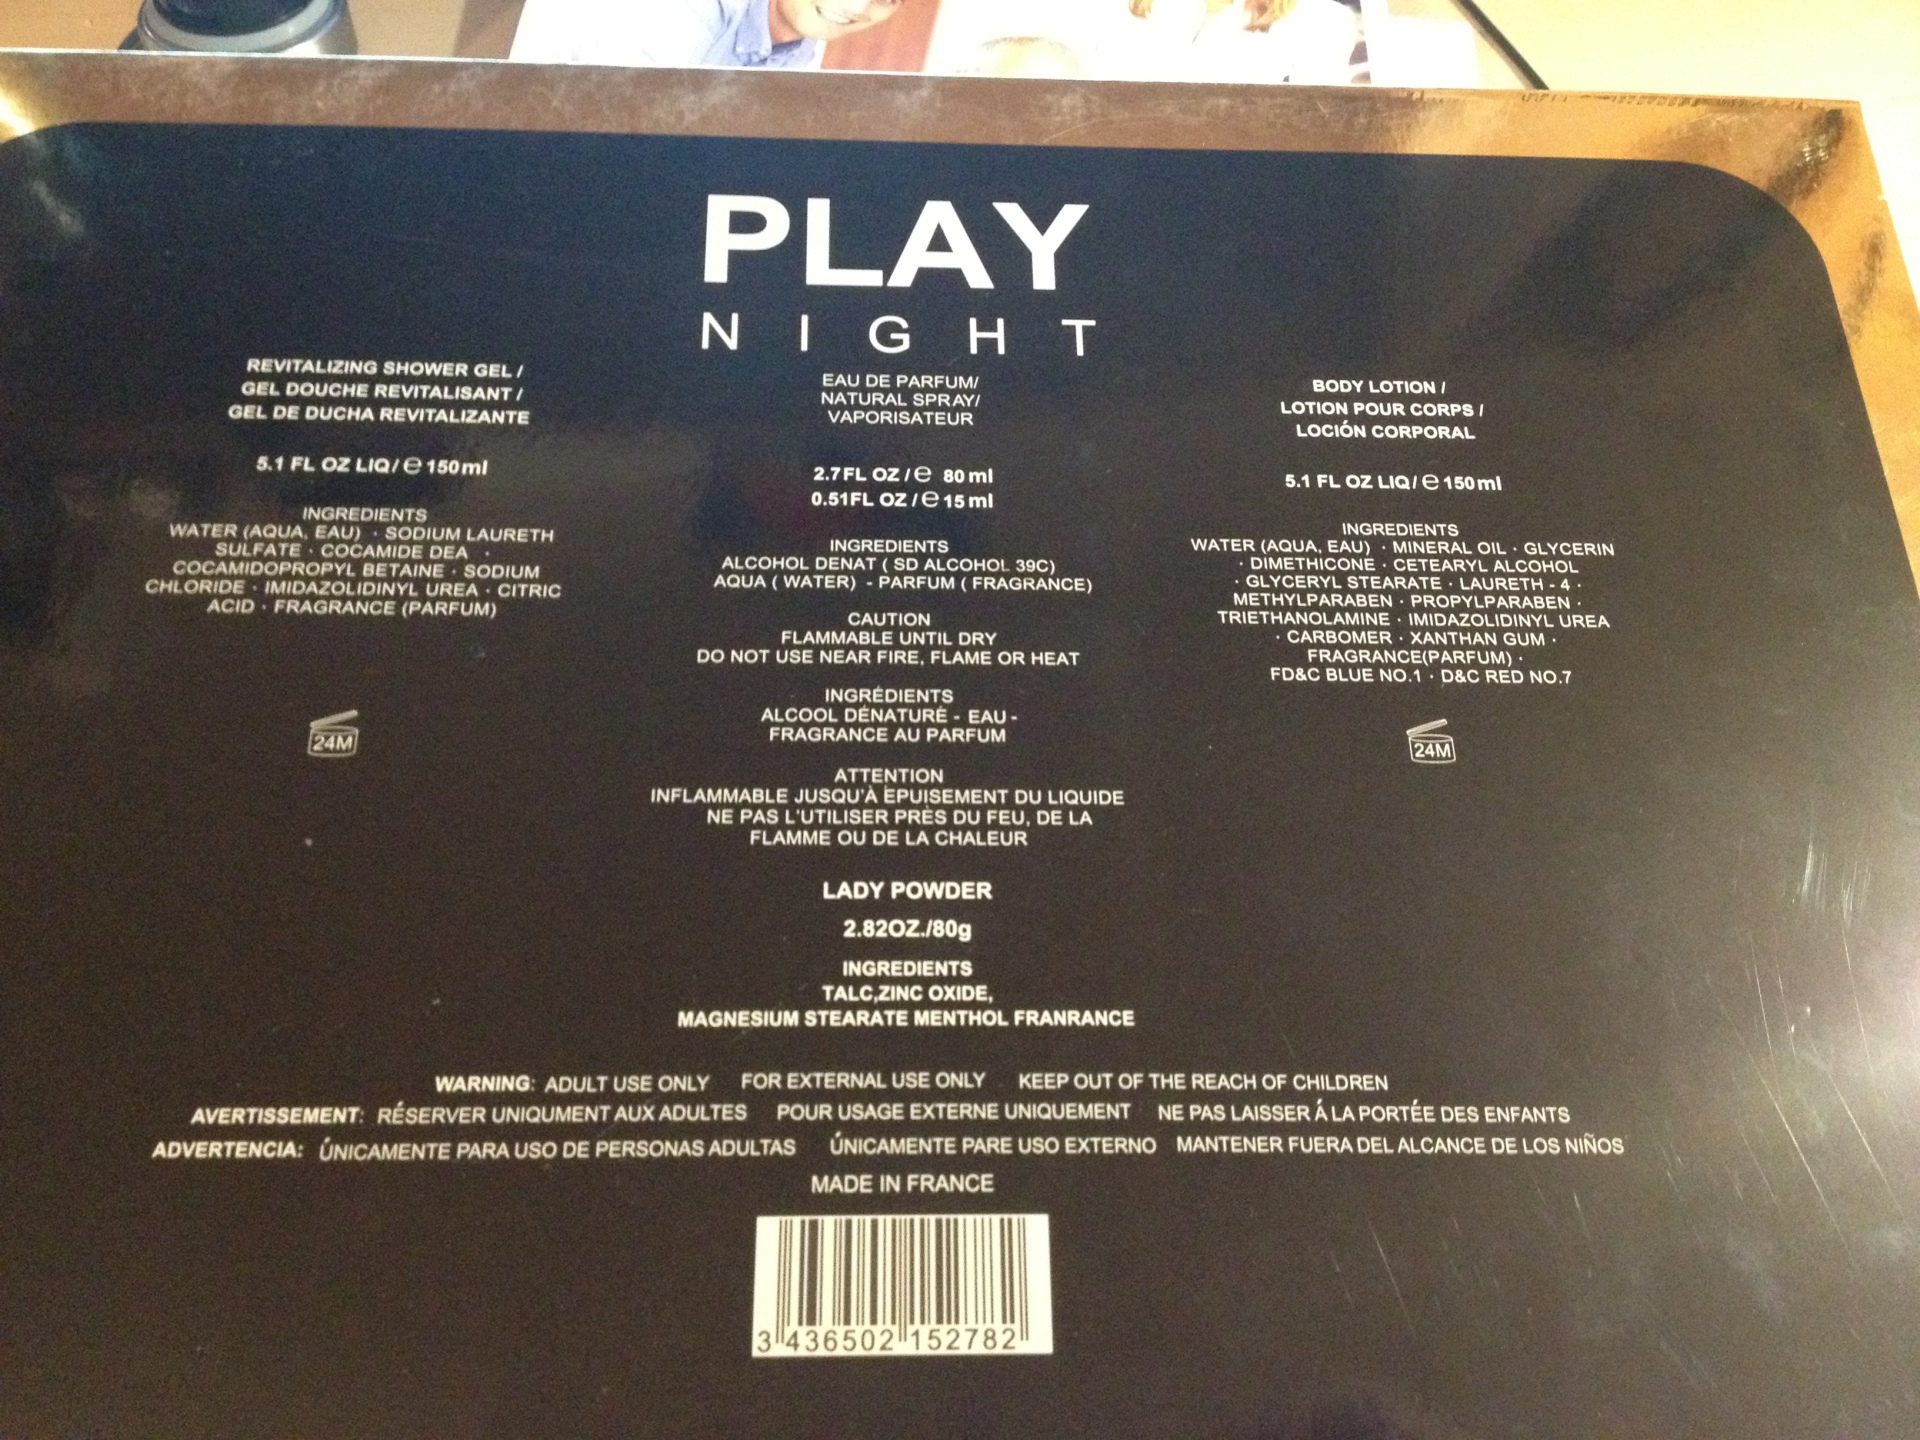 PLAY
NIGHT
REVITALIZING SHOWER GEL /
GEL DOUCHE REVITALISANT /
GEL DE DUCHA REVITALIZANTE
5.1 FL OZ LIQ/ ℮ 150ml
INGREDIENTS
WATER (AQUA, EAU) · SODIUM LAURETH
SULFATE · COCAMIDE DEA ·
COCAMIDOPROPYL BETAINE · SODIUM
CHLORIDE · IMIDAZOLIDINYL UREA · CITRIC
ACID · FRAGRANCE (PARFUM)
24M
EAU DE PARFUM/
NATURAL SPRAY/
VAPORISATEUR
2.7FL OZ /℮ 80 ml
0.51FL OZ /℮ 15 ml
INGREDIENTS
ALCOHOL DENAT ( SD ALCOHOL 39C)
AQUA ( WATER) - PARFUM ( FRAGRANCE)
CAUTION
FLAMMABLE UNTIL DRY
DO NOT USE NEAR FIRE, FLAME OR HEAT
INGRÉDIENTS
ALCOOL DÉNATURÉ - EAU -
FRAGRANCE AU PARFUM
ATTENTION
INFLAMMABLE JUSQU'À EPUISEMENT DU LIQUIDE
NE PAS L'UTILISER PRÈS DU FEU, DE LA
FLAMME OU DE LA CHALEUR
BODY LOTION /
LOTION POUR CORPS /
LOCIÓN CORPORAL
5.1 FL OZ LIQ/ ℮ 150ml
INGREDIENTS
WATER (AQUA, EAU) · MINERAL OIL · GLYCERIN
· DIMETHICONE · CETEARYL ALCOHOL
· GLYCERYL STEARATE · LAURETH - 4 ·
METHYLPARABEN · PROPYLPARABEN ·
TRIETHANOLAMINE · IMIDAZOLIDINYL UREA
· CARBOMER · XANTHAN GUM ·
FRAGRANCE(PARFUM) ·
FD&C BLUE NO.1 · D&C RED NO.7
24M
LADY POWDER
2.82OZ./80g
INGREDIENTS
TALC,ZINC OXIDE,
MAGNESIUM STEARATE MENTHOL FRANRANCE
WARNING: ADULT USE ONLY FOR EXTERNAL USE ONLY KEEP OUT OF THE REACH OF CHILDREN
AVERTISSEMENT: RÉSERVER UNIQUMENT AUX ADULTES POUR USAGE EXTERNE UNIQUEMENT NE PAS LAISSER Á LA PORTÉE DES ENFANTS
ADVERTENCIA: ÚNICAMENTE PARA USO DE PERSONAS ADULTAS ÚNICAMENTE PARE USO EXTERNO MANTENER FUERA DEL ALCANCE DE LOS NIÑOS
MADE IN FRANCE
3 436502 152782